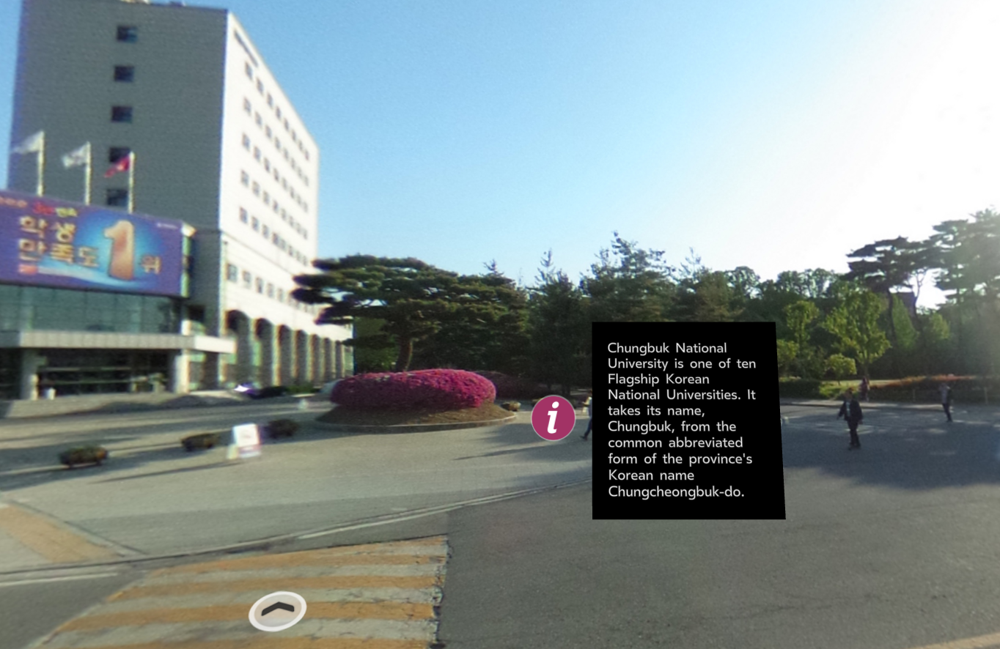 학생
만족도 1위
Chungbuk National
University is one of ten
Flagship Korean
National Universities. It
takes its name,
Chungbuk, from the
common abbreviated
form of the province's
Korean name
Chungcheongbuk-do.
i